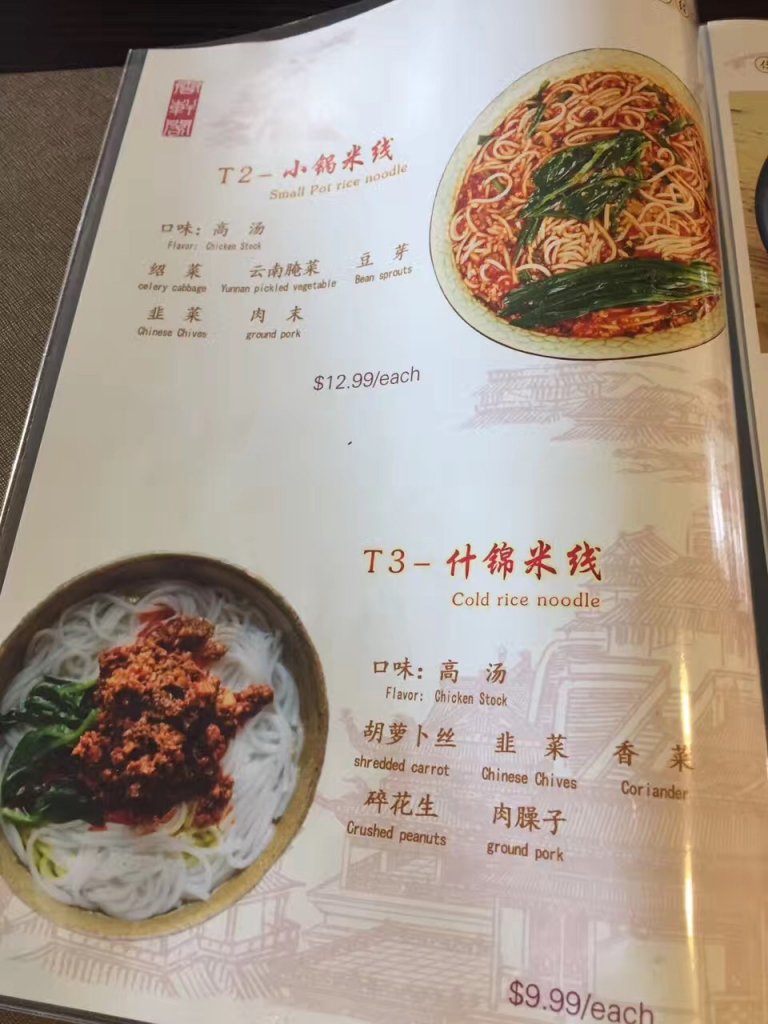 T2－小锅米线
Small Pot rice noodle
口味：高 汤
Flavor: Chicken Stock
绍 菜 云南腌菜 豆 芽
celery cabbage Yunnan pickled vegetable Bean sprouts
韭 菜 肉 末
Chinese Chives ground pork
$12.99/each
T3－什锦米线
Cold rice noodle
口味：高 汤
Flavor: Chicken Stock
胡萝卜丝 韭 菜 香 菜
shredded carrot Chinese Chives Coriander
碎花生 肉臊子
Crushed peanuts ground pork
$9.99/each